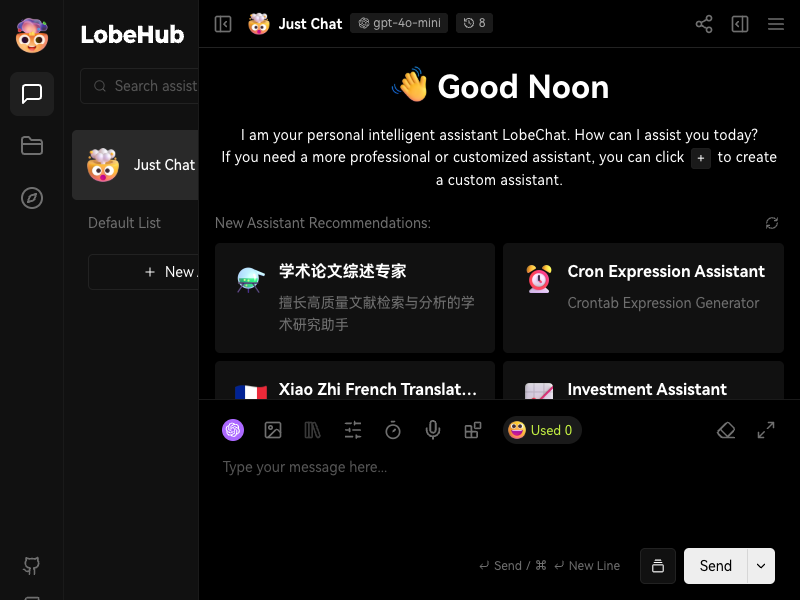 LobeHub
Search assist
Just Chat
Default List
New
Just Chat
gpt-4o-mini
8
👋 Good Noon
I am your personal intelligent assistant LobeChat. How can I assist you today?
If you need a more professional or customized assistant, you can click + to create
a custom assistant.
New Assistant Recommendations:
学术论文综述专家
擅长高质量文献检索与分析的学
术研究助手
Cron Expression Assistant
Crontab Expression Generator
Xiao Zhi French Translat...
Investment Assistant
Used 0
Type your message here...
↵ Send / ⌘ ↵ New Line
Send